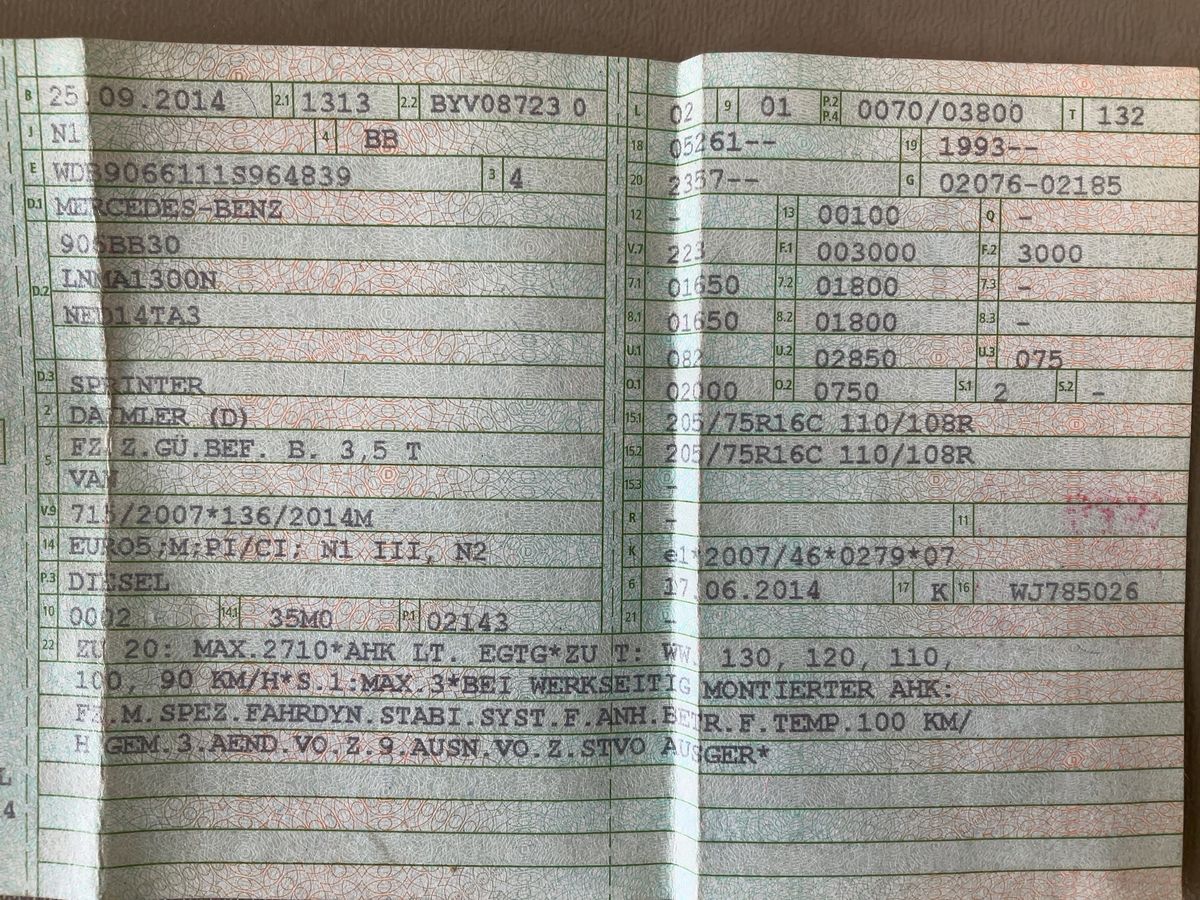 B 25.09.2014 2.1 1313 2.2 BYV08723 0
J N1 4 BB
E WDB9066111S964839 3 4
D.1 MERCEDES-BENZ
906BB30
D.2 LNMA1300N
NED14TA3
D.3 SPRINTER
2 DAIMLER (D)
5 FZ.Z.GÜ.BEF. B. 3,5 T
VAN
V.9 715/2007*136/2014M
14 EURO5;M;PI/CI; N1 III, N2
P.3 DIESEL
10 0002 14.1 35M0 P.1 02143
L 02 9 01 P.2 P.4 0070/03800 T 132
18 05261-- 19 1993--
20 2357-- G 02076-02185
12 - 13 00100 Q -
V.7 223 F.1 003000 F.2 3000
7.1 01650 7.2 01800 7.3 -
8.1 01650 8.2 01800 8.3 -
U.1 082 U.2 02850 U.3 075
O.1 02000 O.2 0750 S.1 2 S.2 -
15.1 205/75R16C 110/108R
15.2 205/75R16C 110/108R
15.3 -
R - 11
K e1*2007/46*0279*07
6 17.06.2014 17 K 16 WJ785026
21 -
22 ZU 20: MAX.2710*AHK LT. EGTG*ZU T: WW. 130, 120, 110,
100, 90 KM/H*S.1:MAX.3*BEI WERKSEITIG MONTIERTER AHK:
FZ.M.SPEZ.FAHRDYN.STABI.SYST.F.ANH.BETR.F.TEMP.100 KM/
H GEM.3.AEND.VO.Z.9.AUSN.VO.Z.STVO AUSGER*
L
4